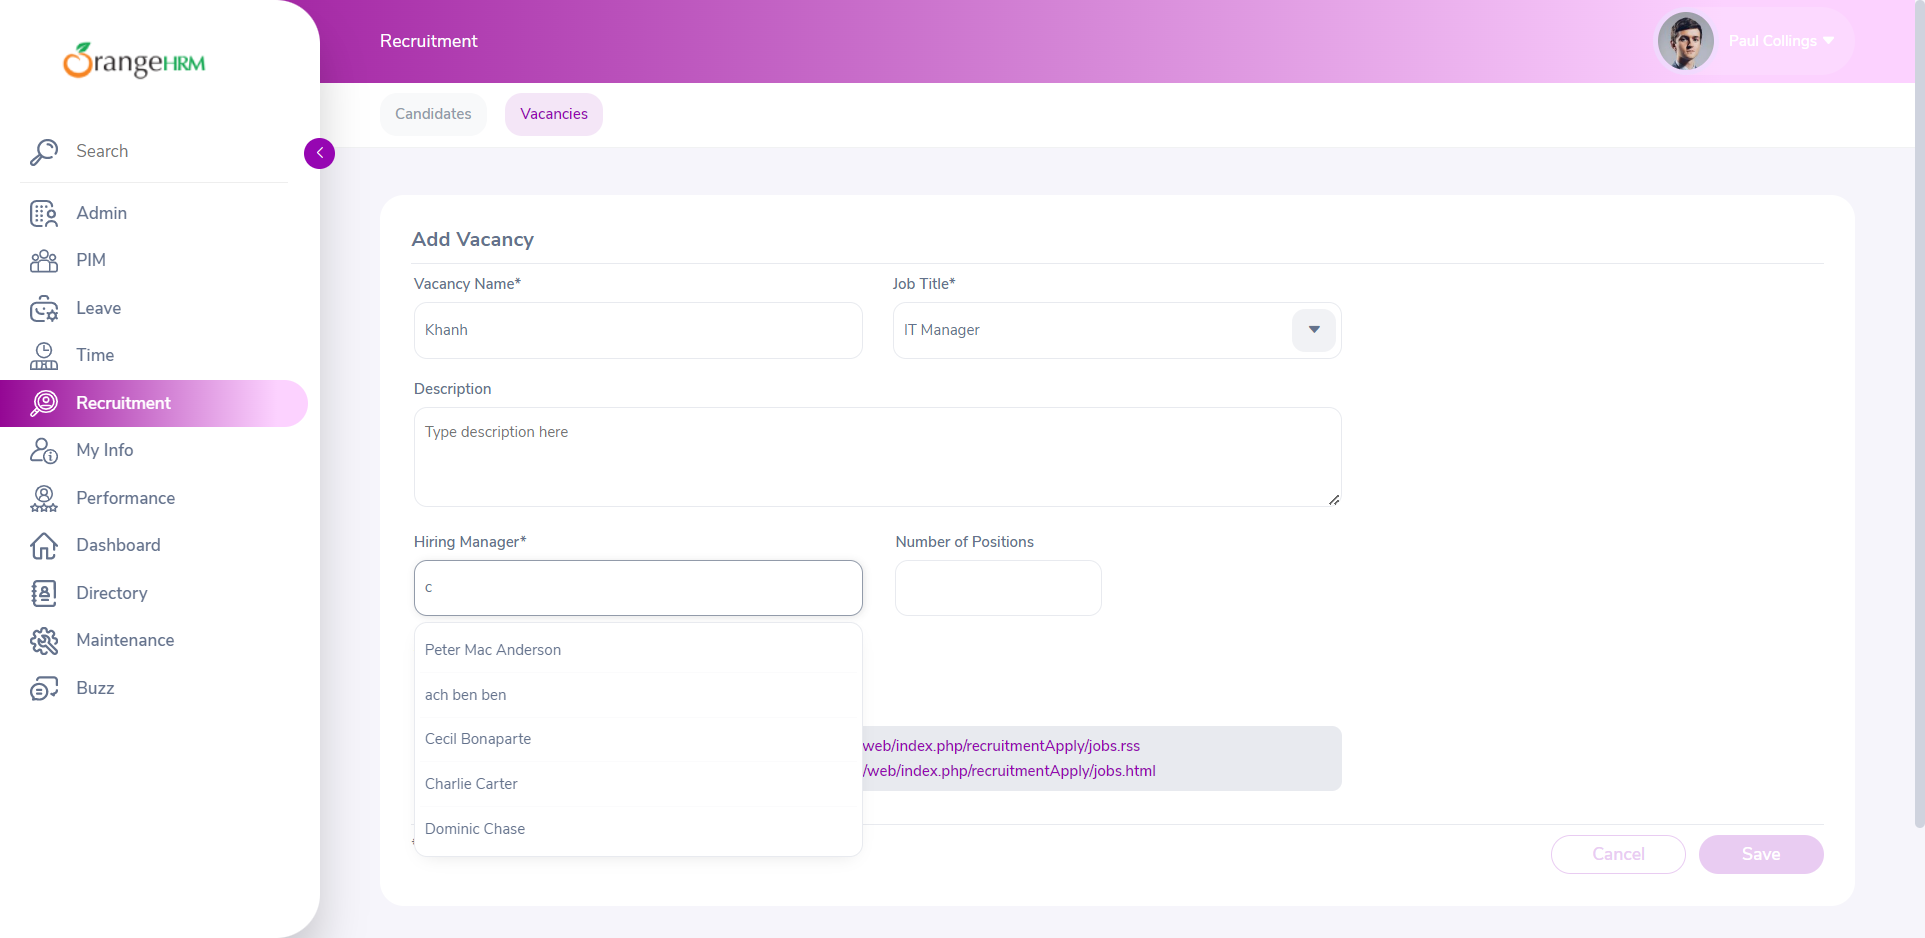 OrangeHRM
Recruitment
Paul Collings
Candidates
Vacancies
Search
Admin
PIM
Leave
Time
Recruitment
My Info
Performance
Dashboard
Directory
Maintenance
Buzz
Add Vacancy
Vacancy Name*
Job Title*
Khanh
IT Manager
Description
Type description here
Hiring Manager*
Number of Positions
c
Peter Mac Anderson
ach ben ben
Cecil Bonaparte
Charlie Carter
Dominic Chase
web/index.php/recruitmentApply/jobs.rss
/web/index.php/recruitmentApply/jobs.html
Cancel
Save